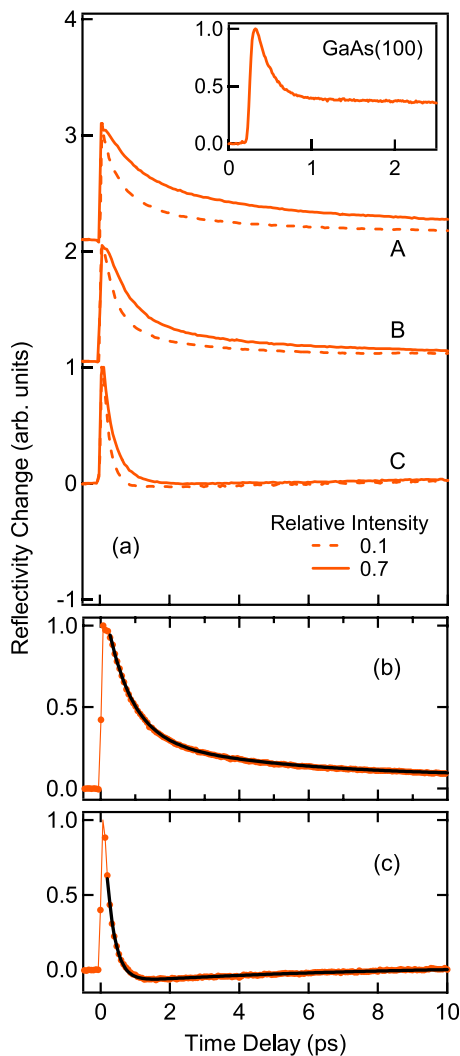 4
3
2
1
0
-1
Reflectivity Change (arb. units)
1.0
0.5
0.0
0
1
2
GaAs(100)
A
B
C
(a)
Relative Intensity
0.1
0.7
1.0
0.5
0.0
(b)
1.0
0.5
0.0
(c)
0
2
4
6
8
10
Time Delay (ps)